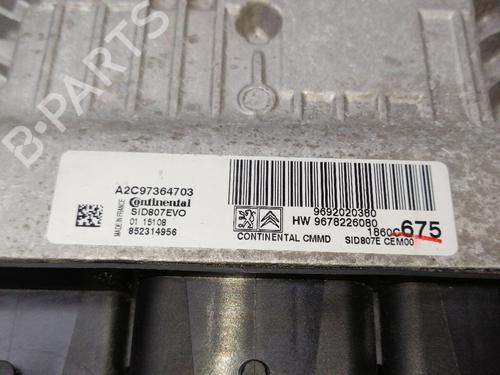 A2C97364703
Continental
MADE IN FRANCE
SID807EVO
01 15108
852314956
9692020380
HW 9678226080
1860C675
CONTINENTAL CMMD SID807E CEM00
B-PARTS